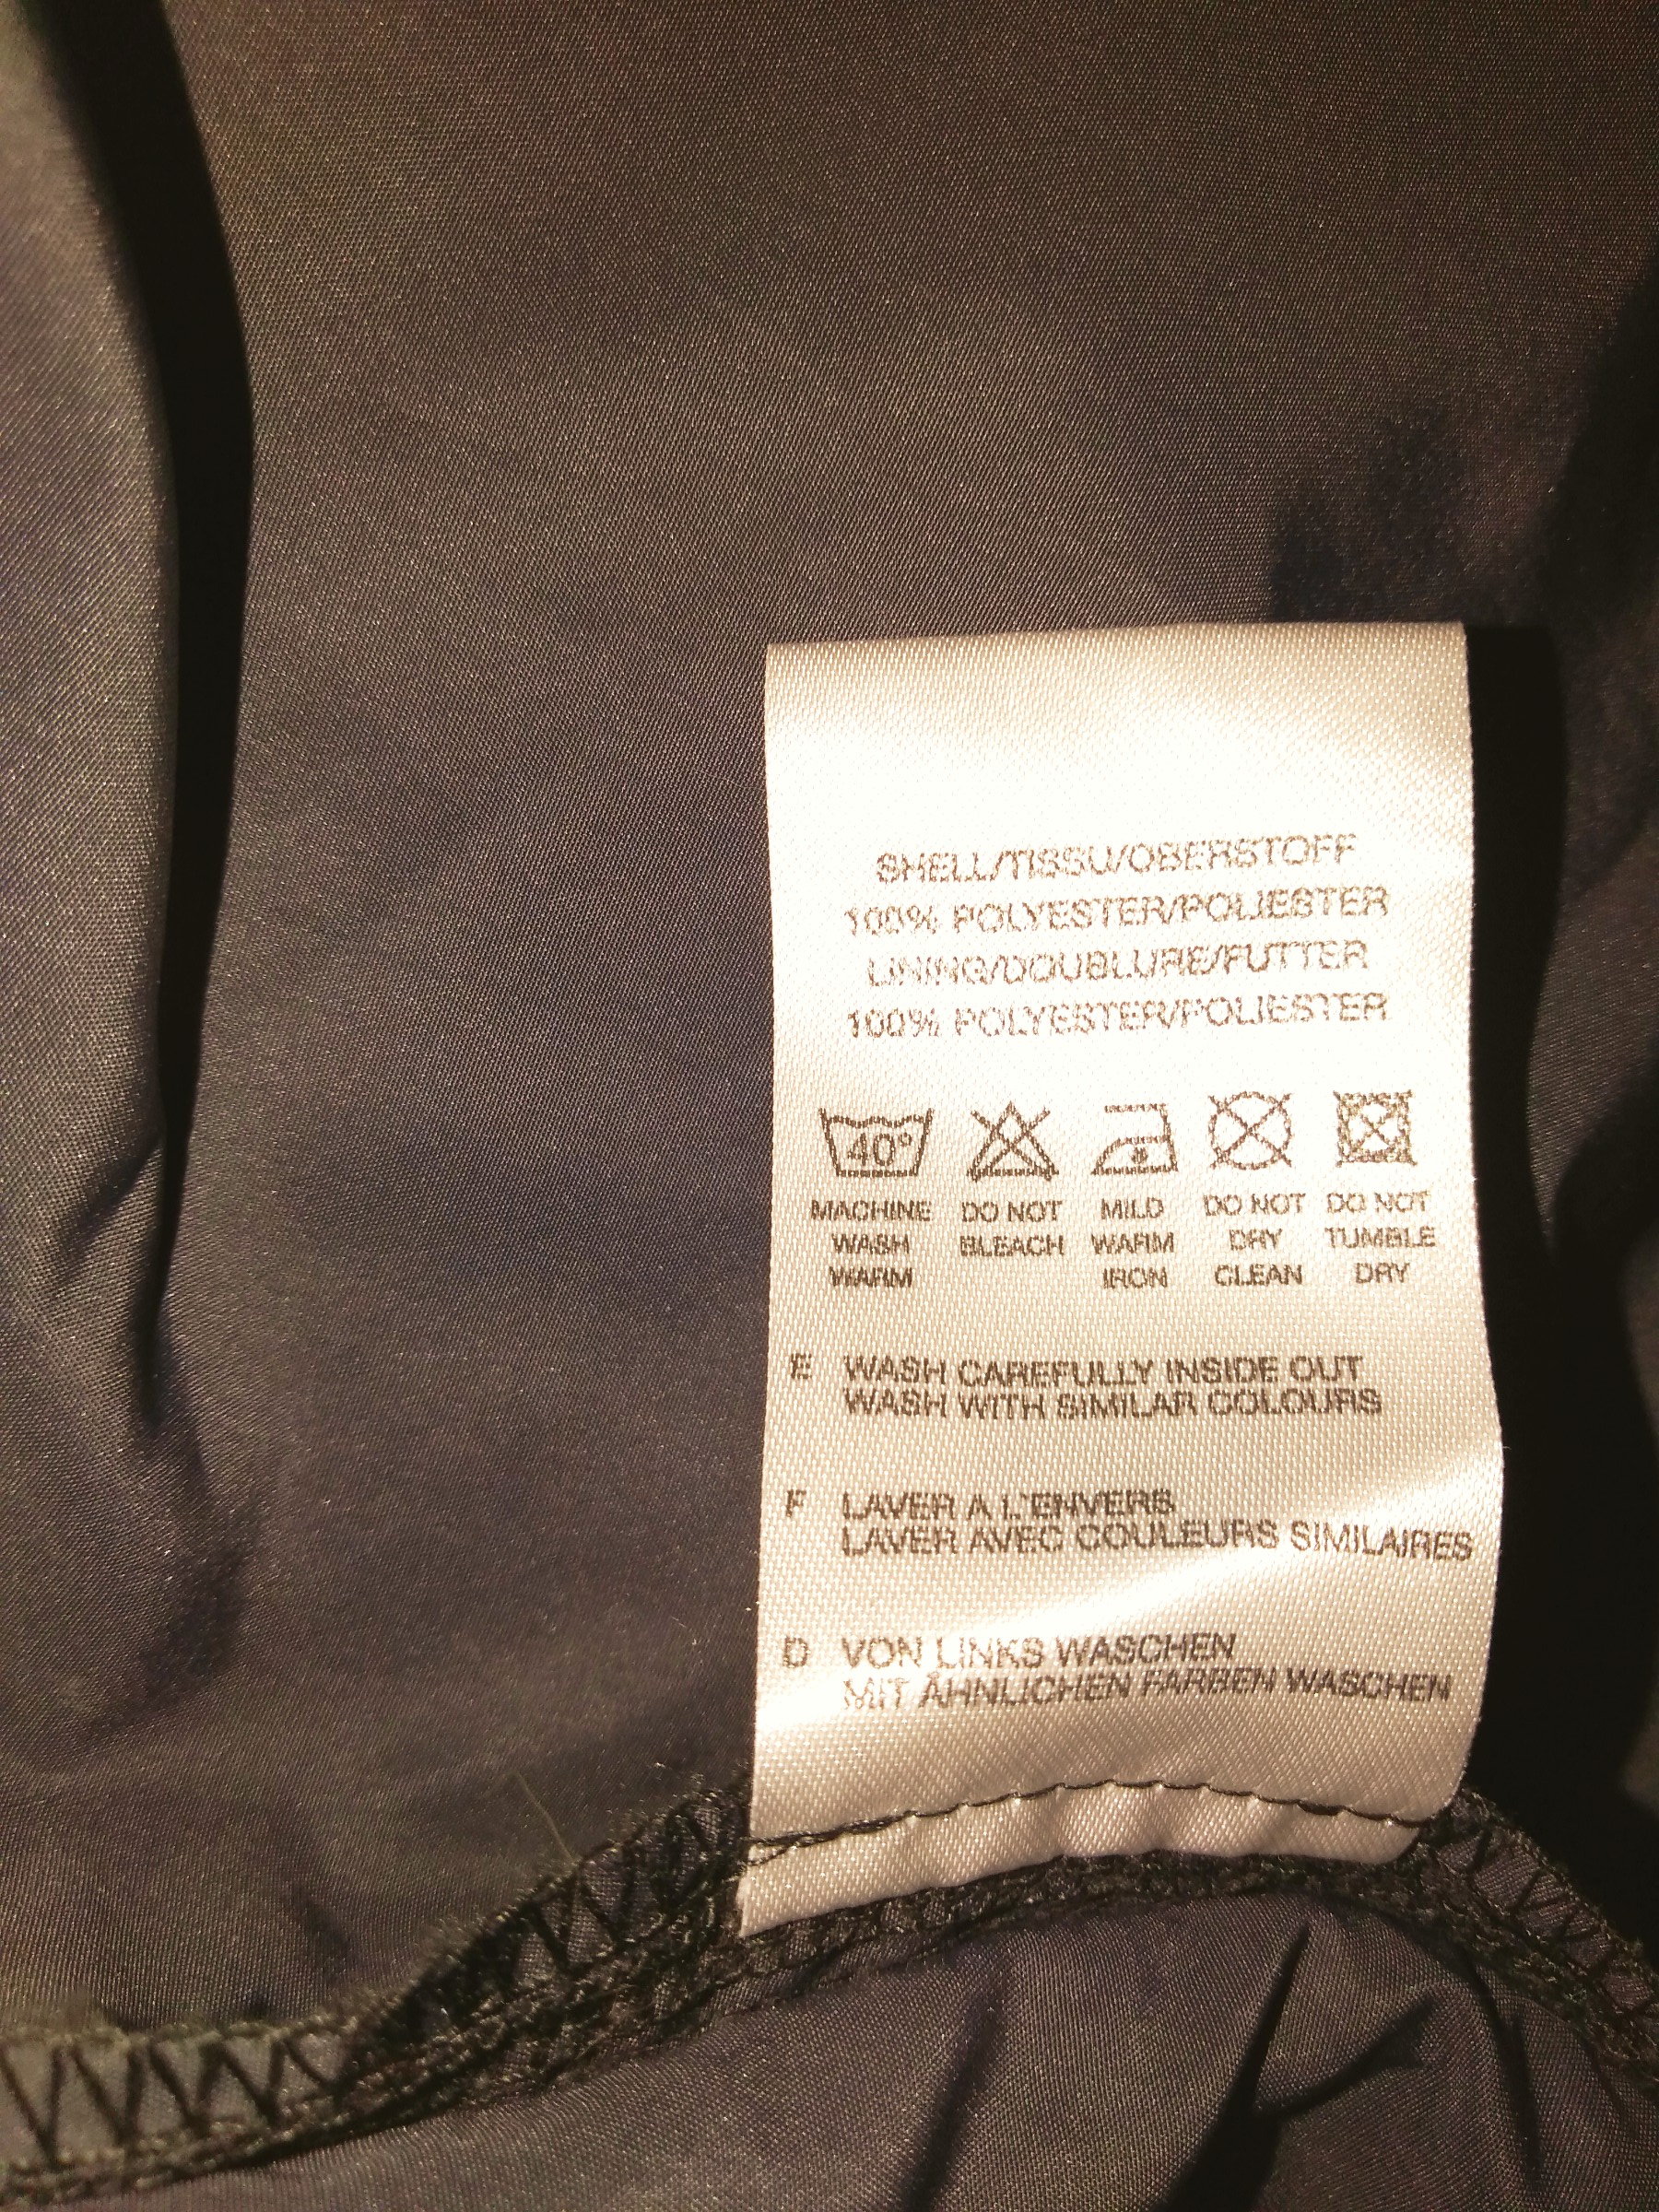 SHELL/TISSU/OBERSTOFF
100% POLYESTER/POLIESTER
LINING/DOUBLURE/FUTTER
100% POLYESTER/POLIESTER
40°
MACHINE WASH WARM
DO NOT BLEACH
MILD WARM IRON
DO NOT DRY CLEAN
DO NOT TUMBLE DRY
E WASH CAREFULLY INSIDE OUT
WASH WITH SIMILAR COLOURS
F LAVER A L'ENVERS
LAVER AVEC COULEURS SIMILAIRES
D VON LINKS WASCHEN
MIT ÄHNLICHEN FARBEN WASCHEN